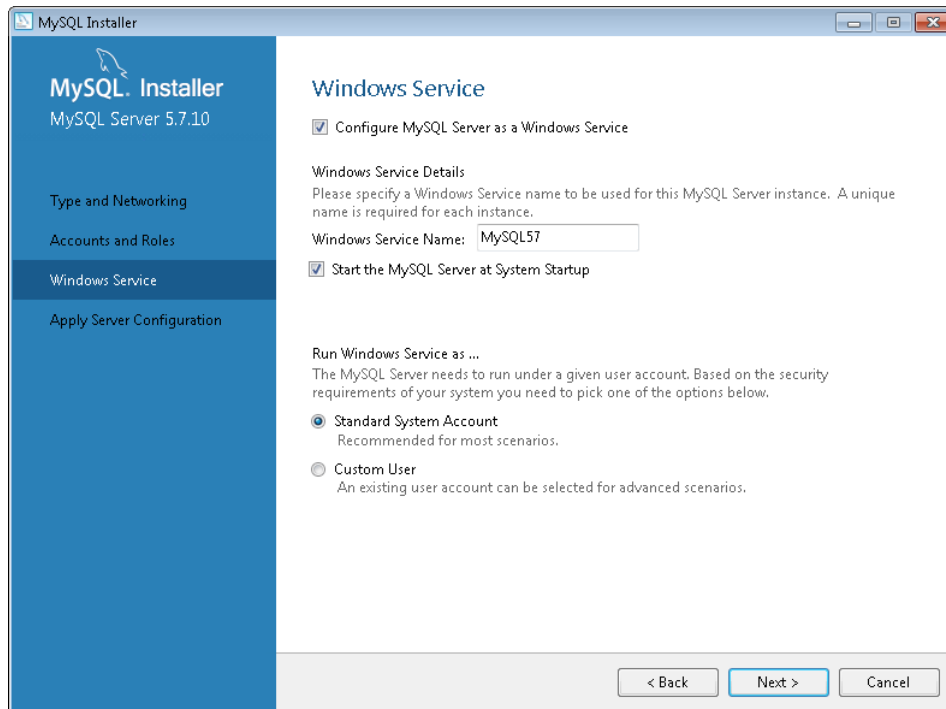 MySQL Installer
MySQL. Installer
MySQL Server 5.7.10
Type and Networking
Accounts and Roles
Windows Service
Apply Server Configuration
Windows Service
Configure MySQL Server as a Windows Service
Windows Service Details
Please specify a Windows Service name to be used for this MySQL Server instance. A unique
name is required for each instance.
Windows Service Name: MySQL57
Start the MySQL Server at System Startup
Run Windows Service as ...
The MySQL Server needs to run under a given user account. Based on the security
requirements of your system you need to pick one of the options below.
Standard System Account
Recommended for most scenarios.
Custom User
An existing user account can be selected for advanced scenarios.
< Back Next > Cancel